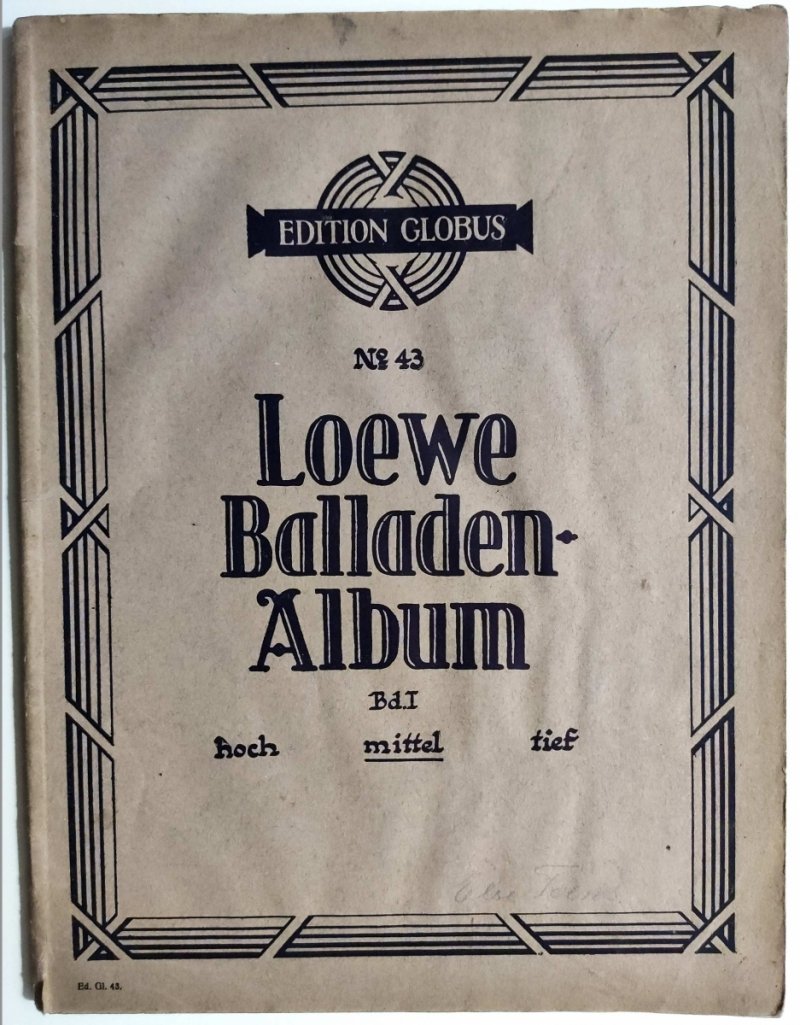 EDITION GLOBUS
No 43
Loewe
Balladen-
Album
Bd.I
hoch mittel tief
Ed. Gl. 43.